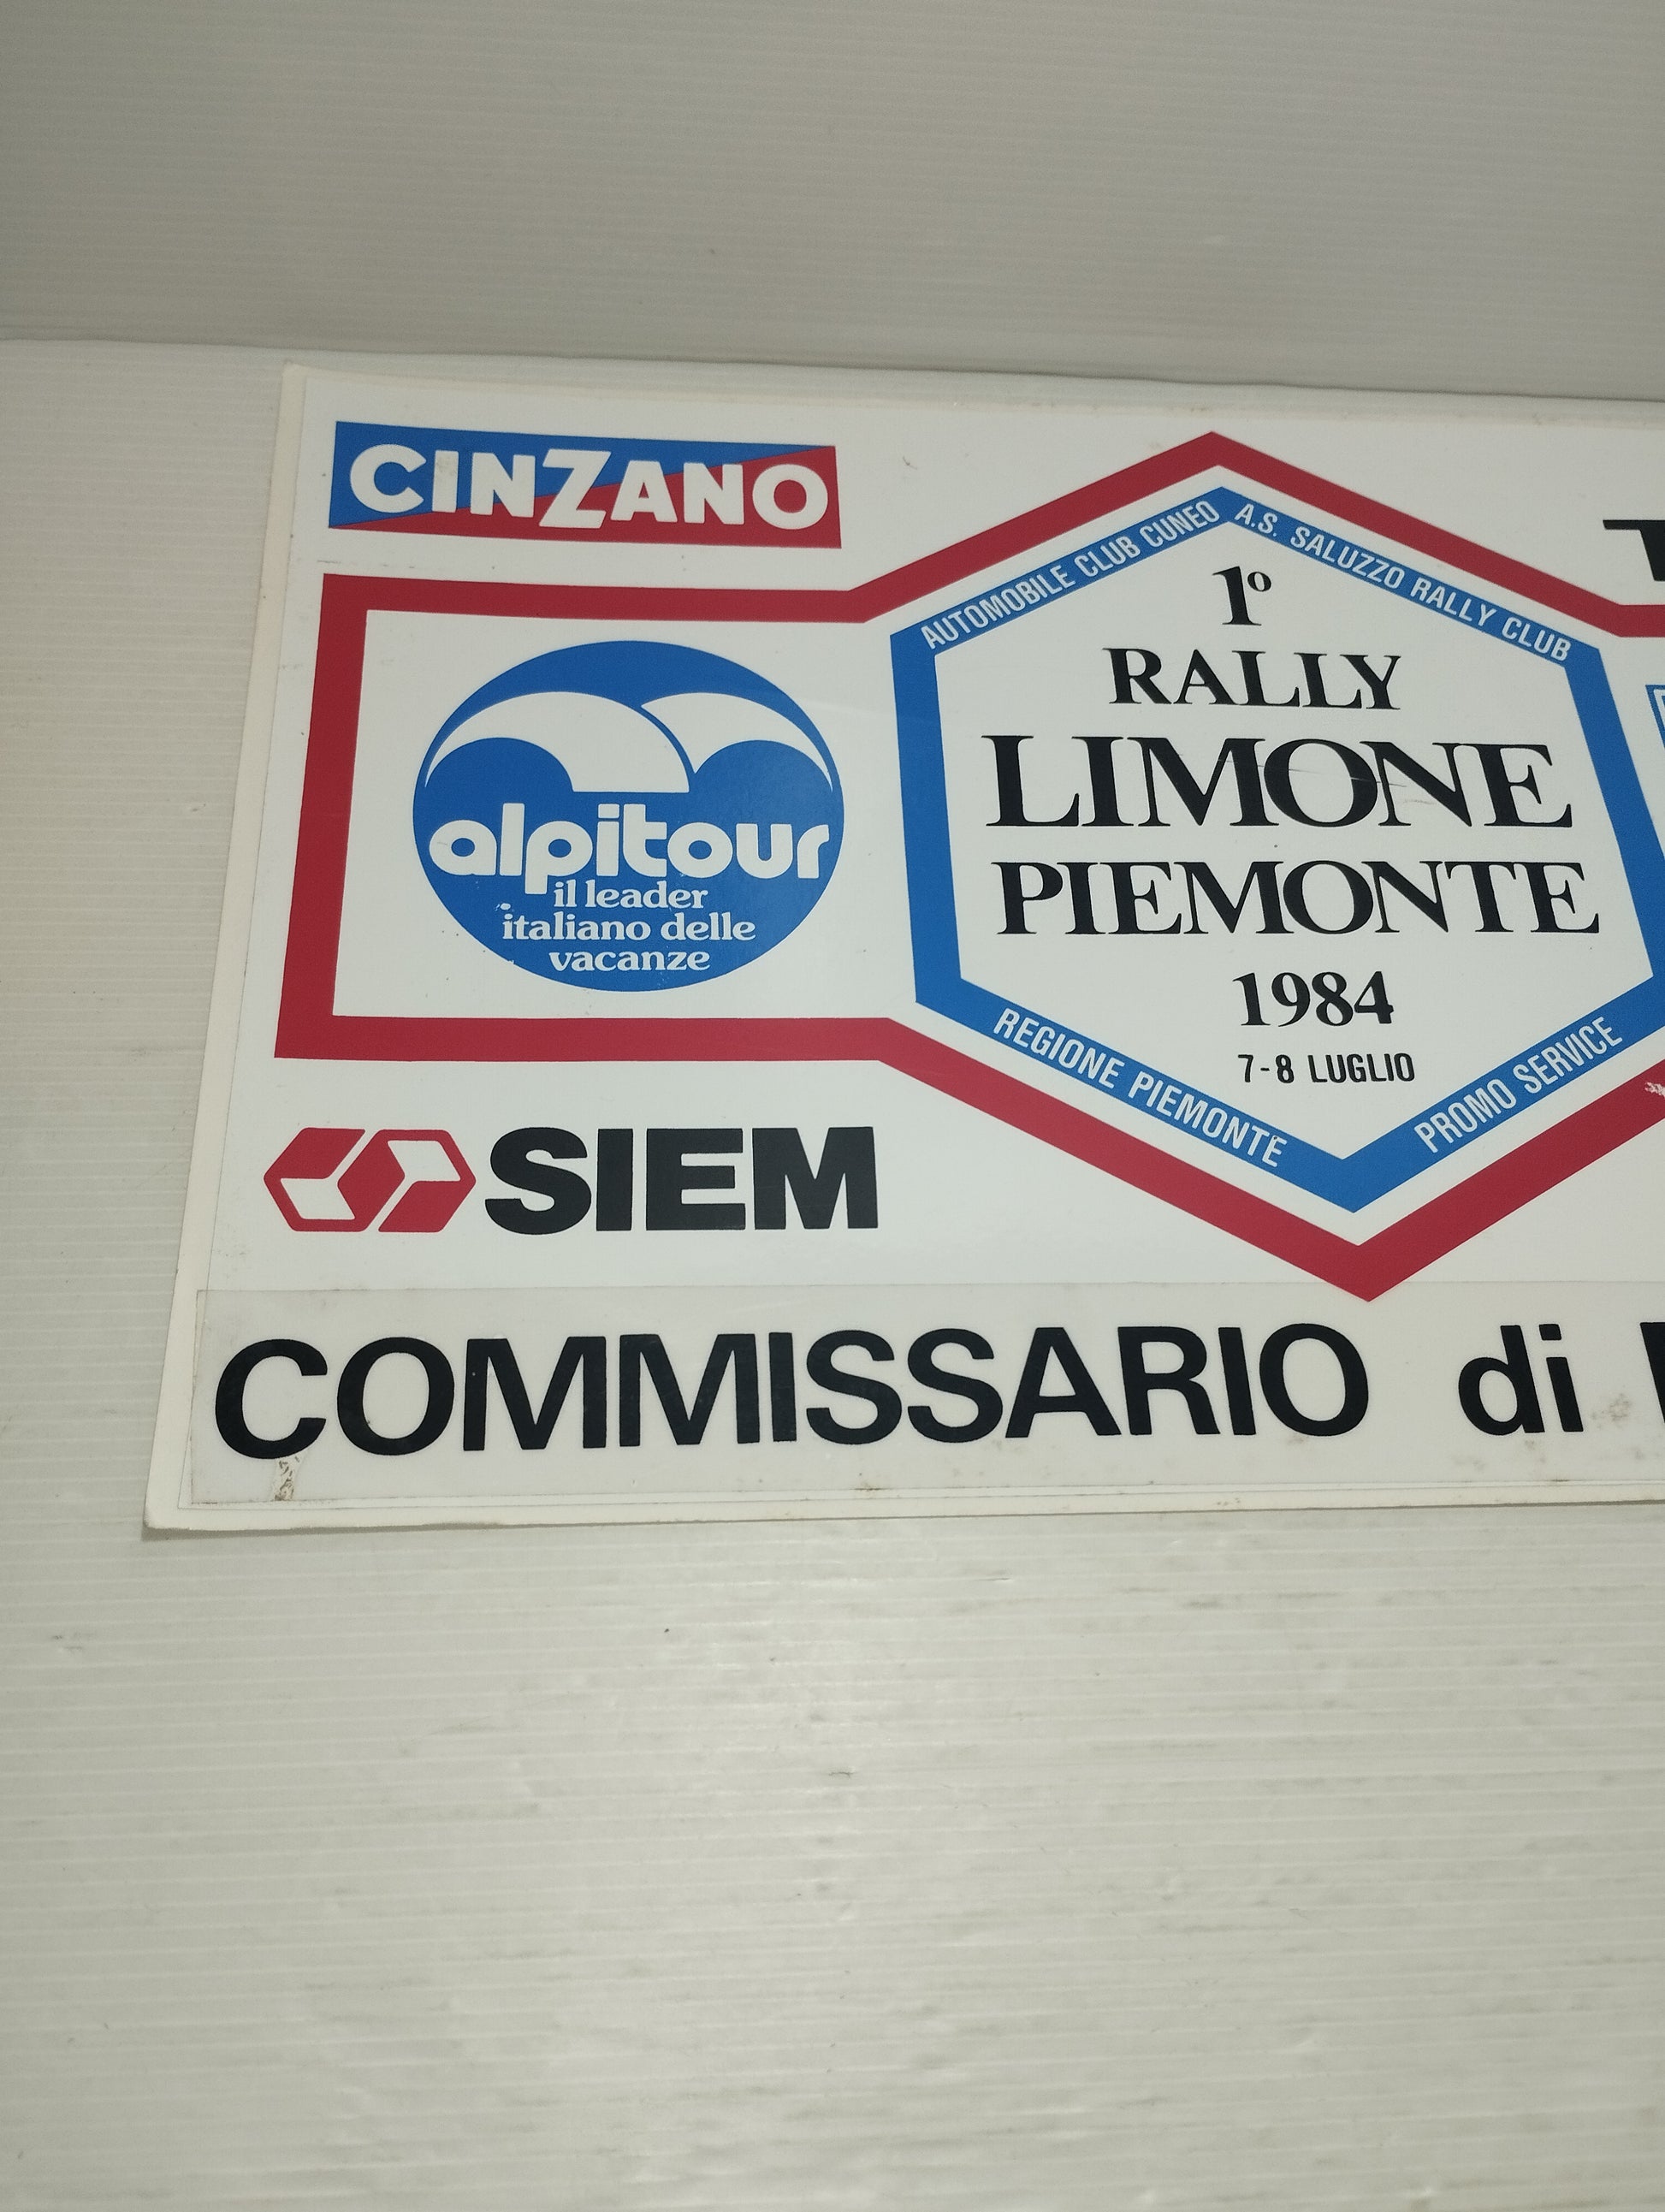 CINZANO
AUTOMOBILE CLUB CUNEO
A.S. SALUZZO RALLY CLUB
1º
RALLY
LIMONE
PIEMONTE
1984
7-8 LUGLIO
REGIONE PIEMONTE
PROMO SERVICE
alpitour
il leader
italiano delle
vacanze
SIEM
COMMISSARIO di